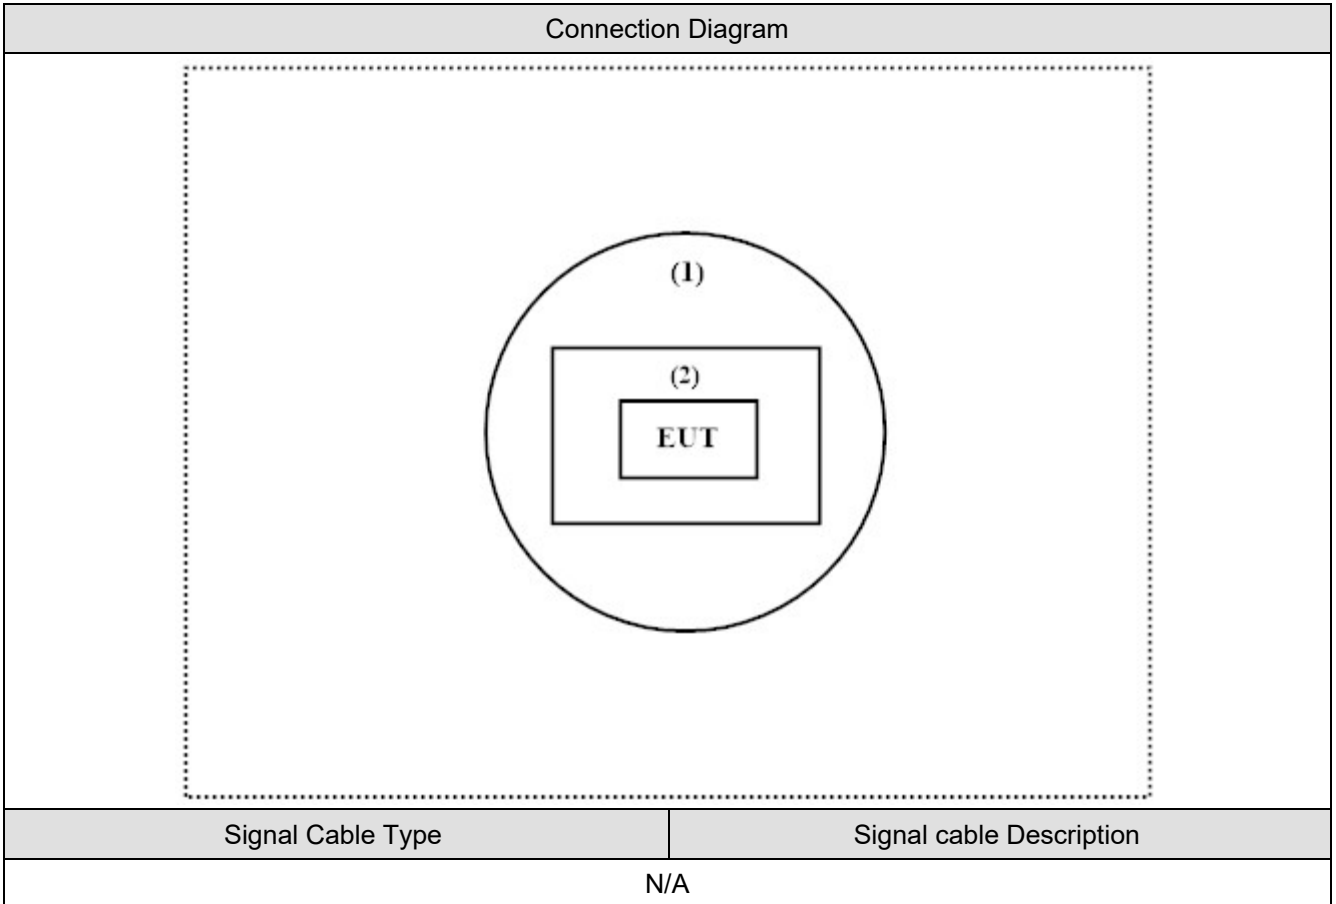 Connection Diagram
(1)
(2)
EUT
Signal Cable Type
Signal cable Description
N/A